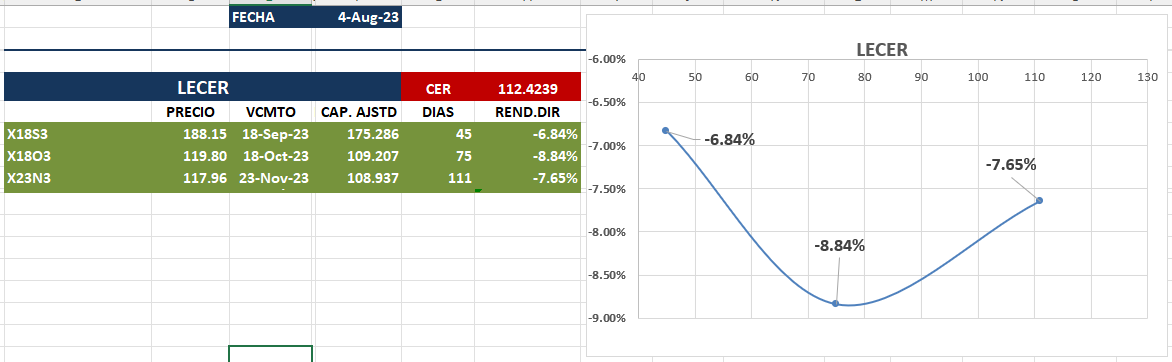 FECHA 4-Aug-23
LECER CER 112.4239
PRECIO VCMTO CAP. AJSTD DIAS REND.DIR
X18S3 188.15 18-Sep-23 175.286 45 -6.84%
X18O3 119.80 18-Oct-23 109.207 75 -8.84%
X23N3 117.96 23-Nov-23 108.937 111 -7.65%
LECER
-6.00%
40 50 60 70 80 90 100 110 120 130
-6.50%
-7.00%
-7.50%
-8.00%
-8.50%
-9.00%
-6.84%
-7.65%
-8.84%